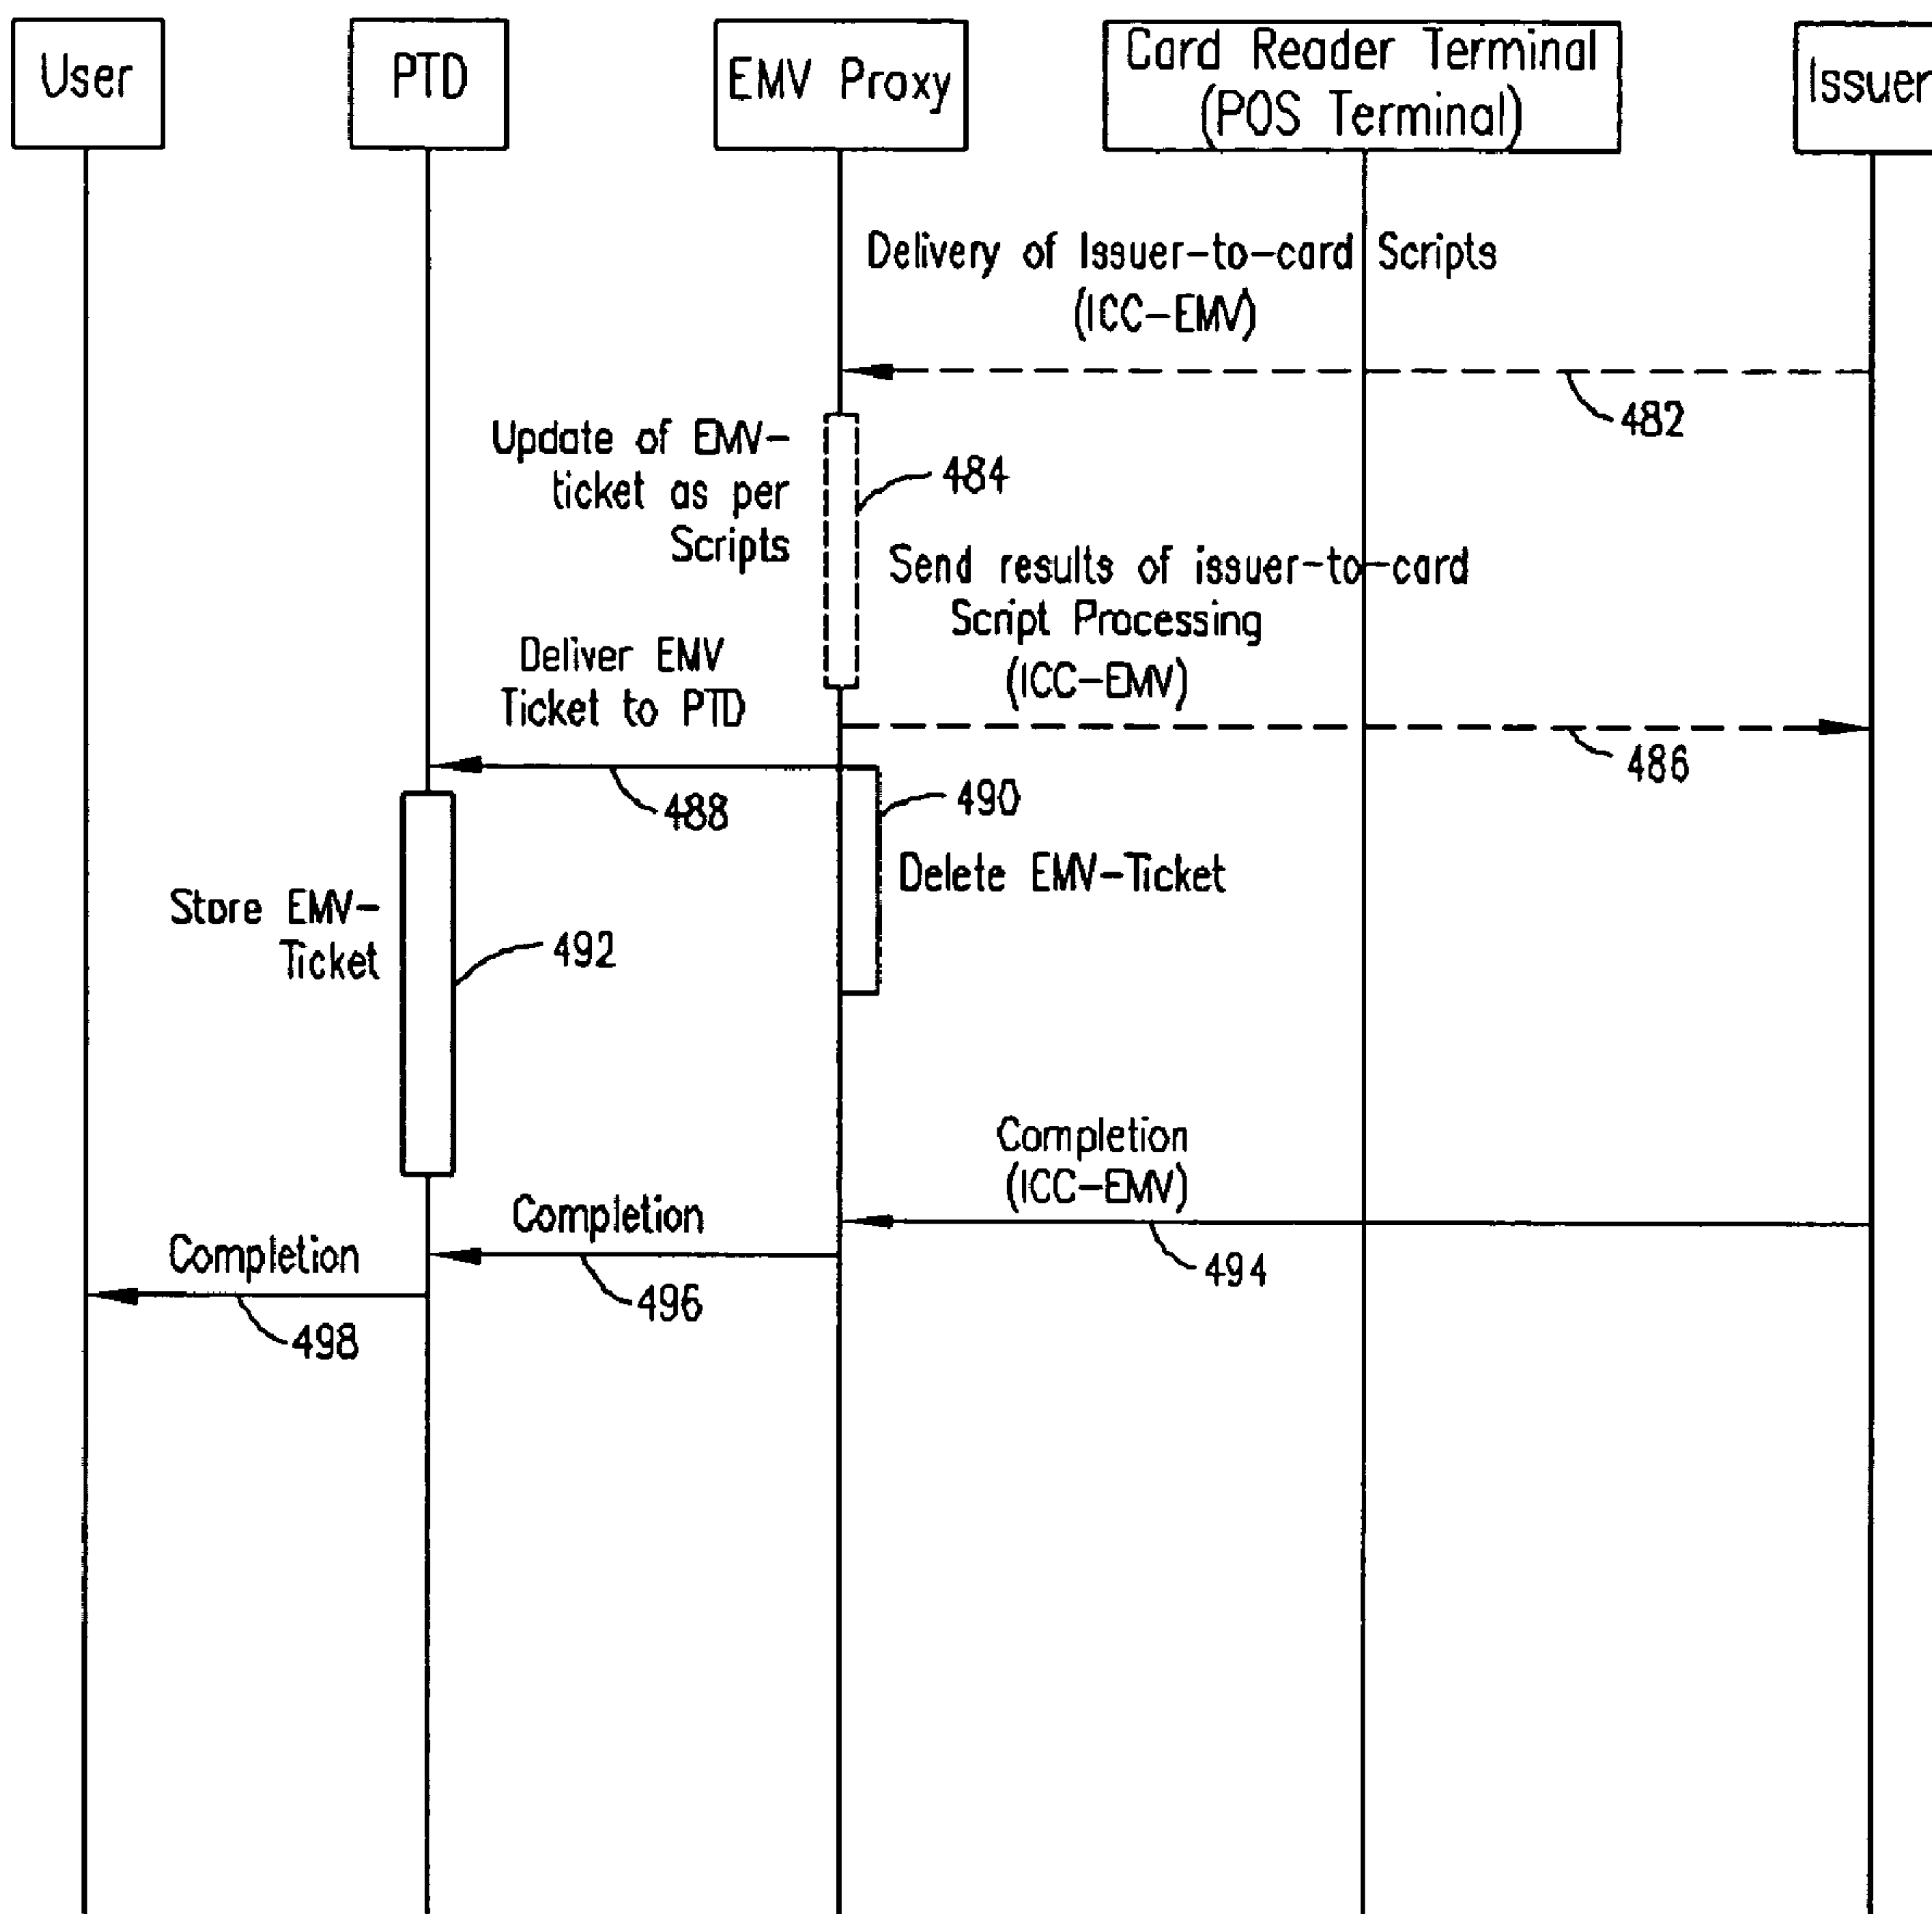 User
PTD
EMV Proxy
Card Reader Terminal
(POS Terminal)
Issuer
Delivery of Issuer-to-card Scripts
(ICC-EMV)
482
Update of EMV-
ticket as per
Scripts
484
Send results of issuer-to-card
Script Processing
(ICC-EMV)
486
Deliver EMV
Ticket to PTD
488
490
Delete EMV-Ticket
Store EMV-
Ticket
492
Completion
(ICC-EMV)
494
Completion
496
Completion
498